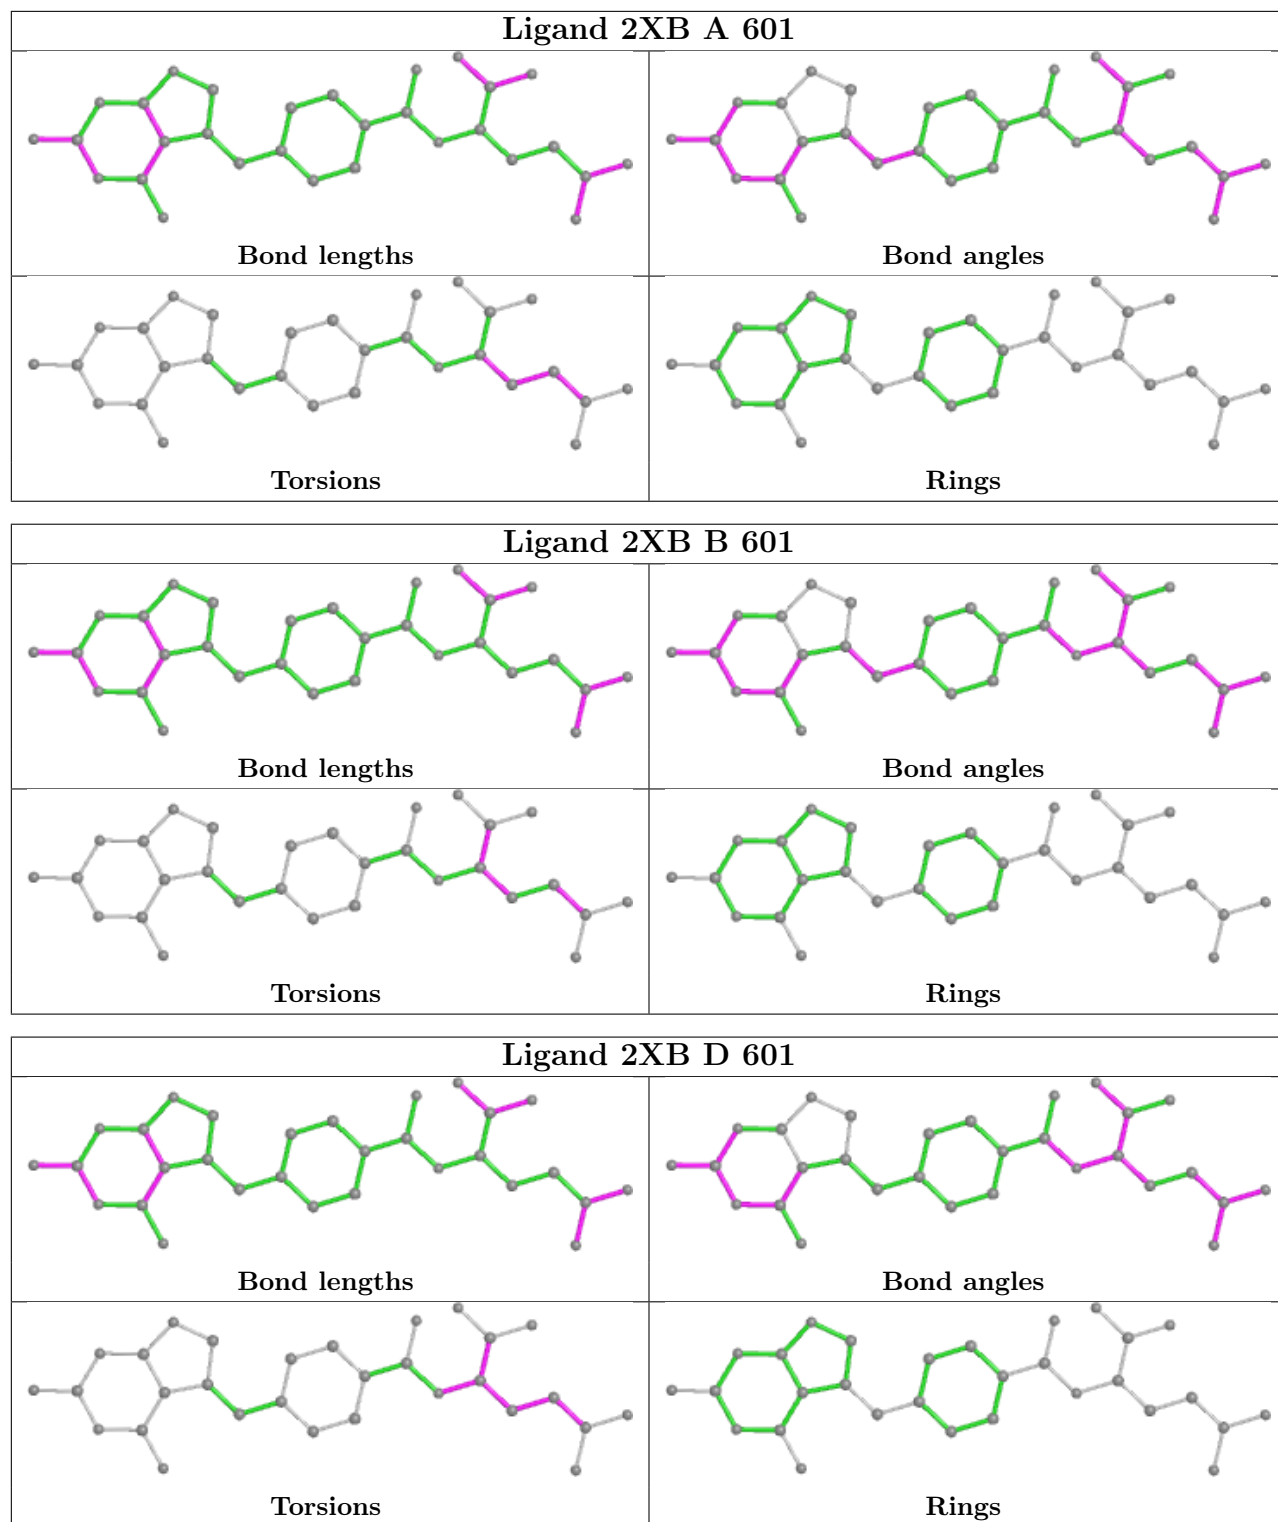 Ligand 2XB A 601
Bond lengths
Bond angles
Torsions
Rings
Ligand 2XB B 601
Bond lengths
Bond angles
Torsions
Rings
Ligand 2XB D 601
Bond lengths
Bond angles
Torsions
Rings